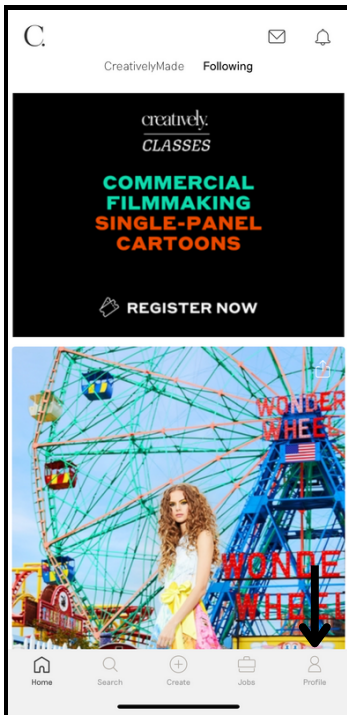 C.
CreativelyMade Following
creatively.
CLASSES
COMMERCIAL
FILMMAKING
SINGLE-PANEL
CARTOONS
REGISTER NOW
WONDER
WHEEL
WONDE
WHEEL
Home Search Create Jobs Profile